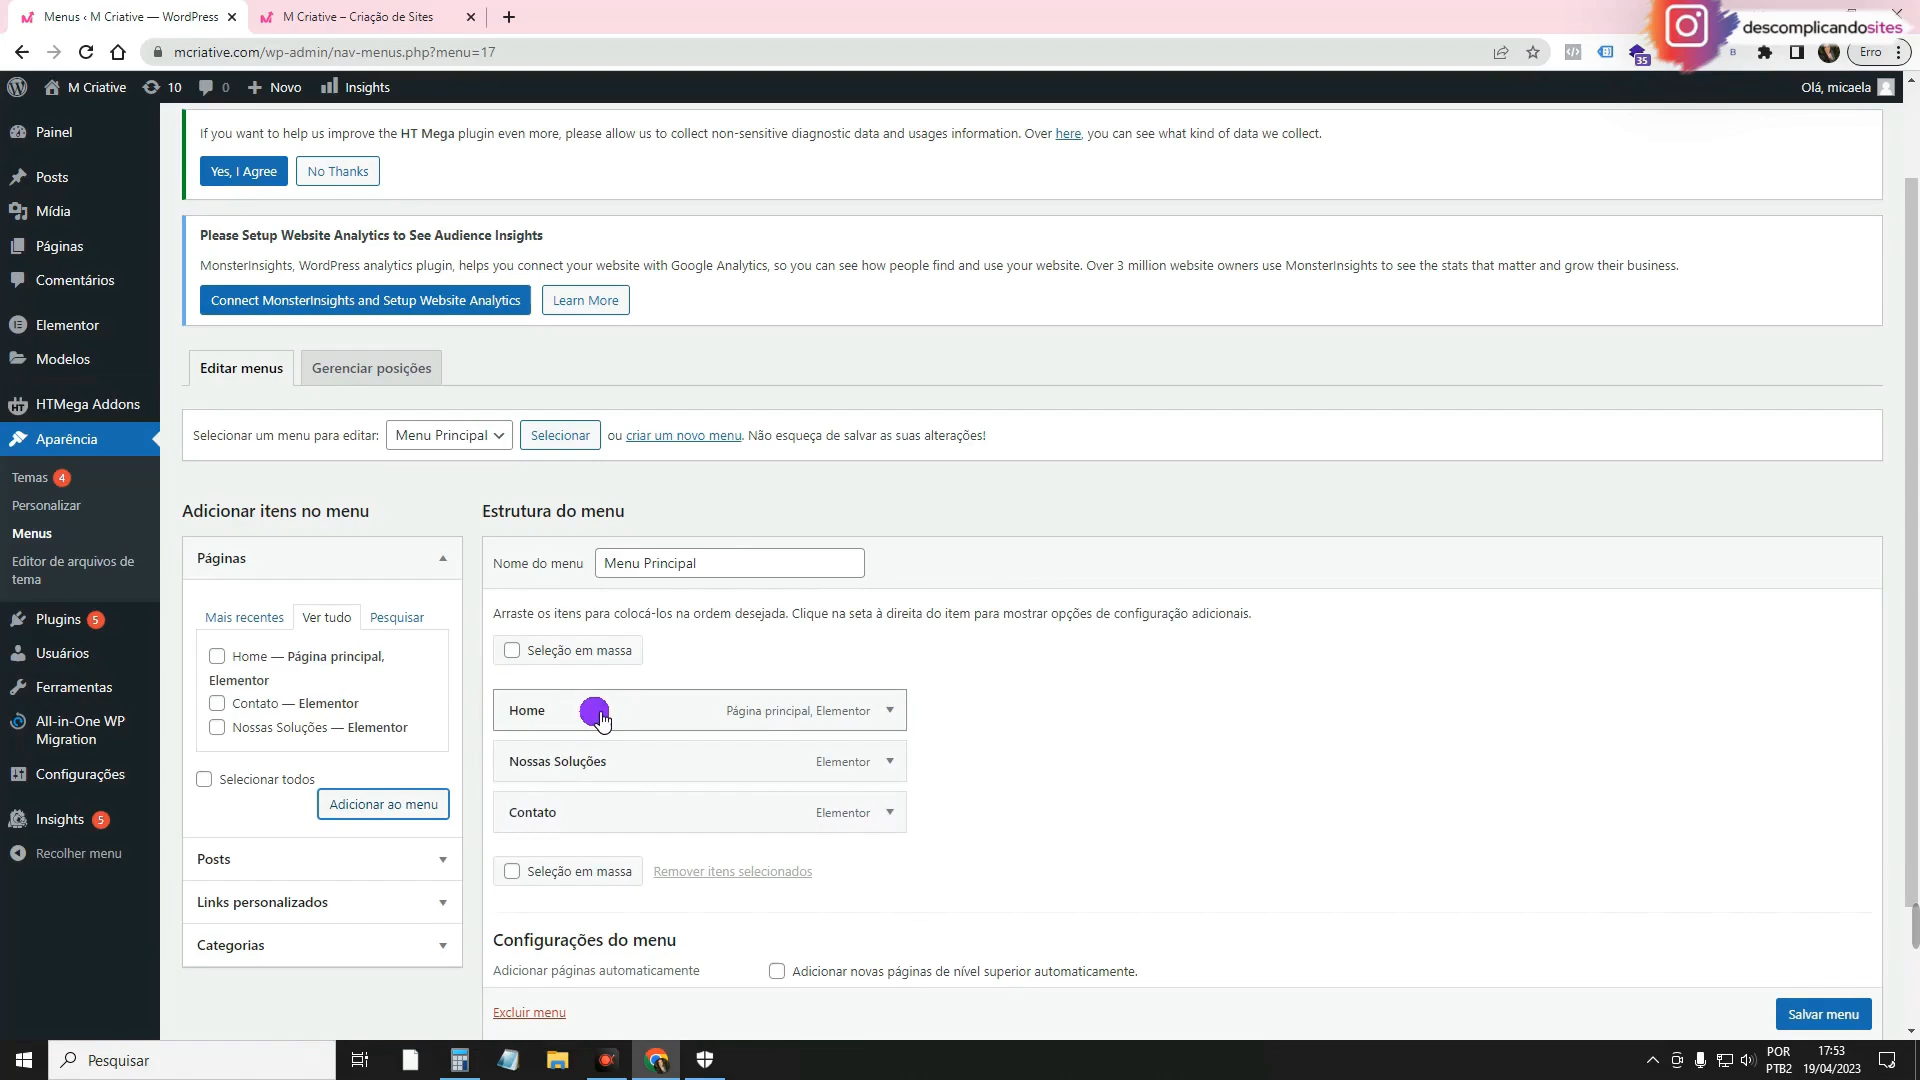 Menus ‹ M Criative — WordPress
M Criative – Criação de Sites
mcriative.com/wp-admin/nav-menus.php?menu=17
35
descomplicandosites
Erro
M Criative
10
0
Novo
Insights
Olá, micaela
Painel
Posts
Mídia
Páginas
Comentários
Elementor
Modelos
HTMega Addons
Aparência
Temas 4
Personalizar
Menus
Editor de arquivos de
tema
Plugins 5
Usuários
Ferramentas
All-in-One WP
Migration
Configurações
Insights 5
Recolher menu
If you want to help us improve the HT Mega plugin even more, please allow us to collect non-sensitive diagnostic data and usages information. Over here, you can see what kind of data we collect.
Yes, I Agree
No Thanks
Please Setup Website Analytics to See Audience Insights
MonsterInsights, WordPress analytics plugin, helps you connect your website with Google Analytics, so you can see how people find and use your website. Over 3 million website owners use MonsterInsights to see the stats that matter and grow their business.
Connect MonsterInsights and Setup Website Analytics
Learn More
Editar menus
Gerenciar posições
Selecionar um menu para editar: Menu Principal Selecionar ou criar um novo menu. Não esqueça de salvar as suas alterações!
Adicionar itens no menu
Páginas
Mais recentes
Ver tudo
Pesquisar
Home — Página principal,
Elementor
Contato — Elementor
Nossas Soluções — Elementor
Selecionar todos
Adicionar ao menu
Posts
Links personalizados
Categorias
Estrutura do menu
Nome do menu Menu Principal
Arraste os itens para colocá-los na ordem desejada. Clique na seta à direita do item para mostrar opções de configuração adicionais.
Seleção em massa
Home Página principal, Elementor
Nossas Soluções Elementor
Contato Elementor
Seleção em massa Remover itens selecionados
Configurações do menu
Adicionar páginas automaticamente Adicionar novas páginas de nível superior automaticamente.
Excluir menu
Salvar menu
Pesquisar
POR
PTB2
17:53
19/04/2023